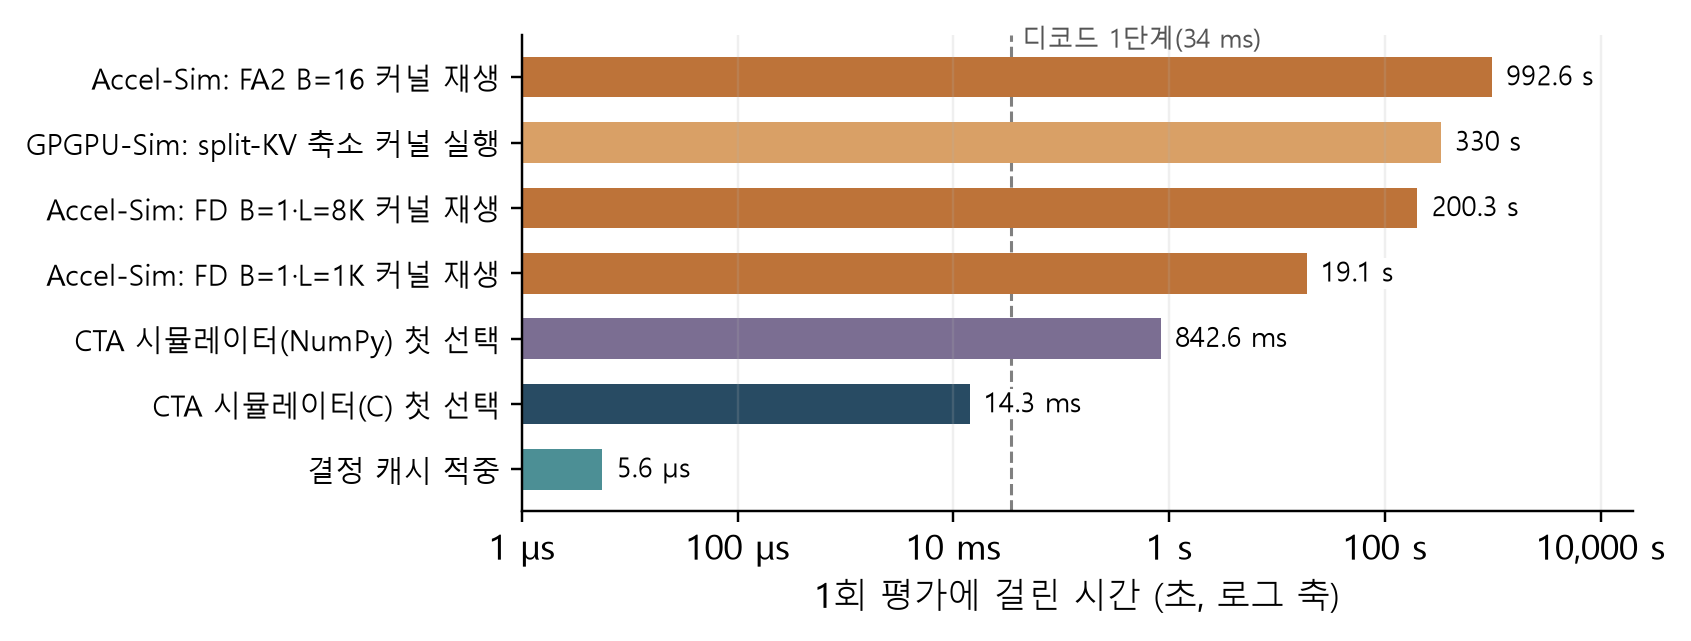 디코드 1단계(34 ms)
Accel-Sim: FA2 B=16 커널 재생
992.6 s
GPGPU-Sim: split-KV 축소 커널 실행
330 s
Accel-Sim: FD B=1·L=8K 커널 재생
200.3 s
Accel-Sim: FD B=1·L=1K 커널 재생
19.1 s
CTA 시뮬레이터(NumPy) 첫 선택
842.6 ms
CTA 시뮬레이터(C) 첫 선택
14.3 ms
결정 캐시 적중
5.6 µs
1 µs 100 µs 10 ms 1 s 100 s 10,000 s
1회 평가에 걸린 시간 (초, 로그 축)